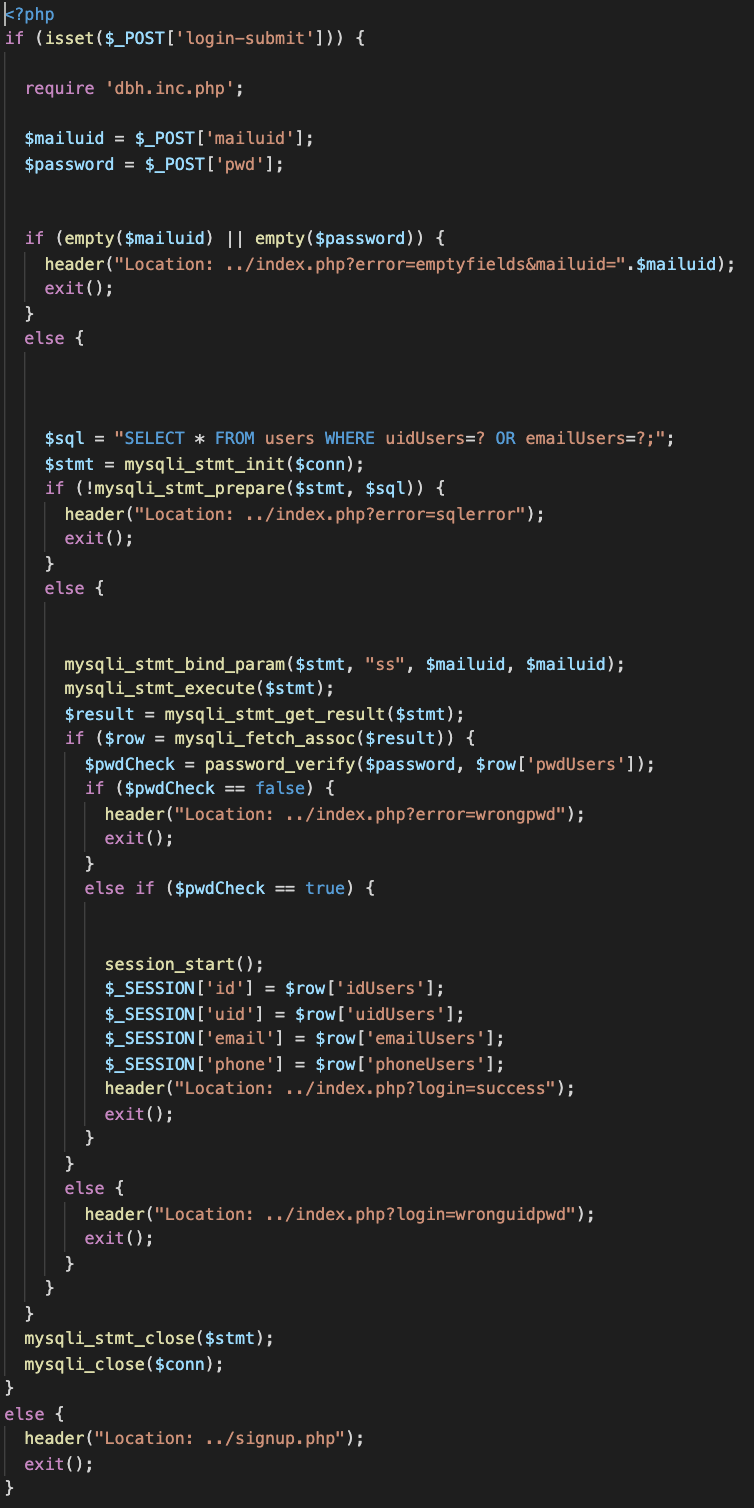 <?php
if (isset($_POST['login-submit'])) {
require 'dbh.inc.php';
$mailuid = $_POST['mailuid'];
$password = $_POST['pwd'];
if (empty($mailuid) || empty($password)) {
header("Location: ../index.php?error=emptyfields&mailuid=".$mailuid);
exit();
}
else {
$sql = "SELECT * FROM users WHERE uidUsers=? OR emailUsers=?;";
$stmt = mysqli_stmt_init($conn);
if (!mysqli_stmt_prepare($stmt, $sql)) {
header("Location: ../index.php?error=sqlerror");
exit();
}
else {
mysqli_stmt_bind_param($stmt, "ss", $mailuid, $mailuid);
mysqli_stmt_execute($stmt);
$result = mysqli_stmt_get_result($stmt);
if ($row = mysqli_fetch_assoc($result)) {
$pwdCheck = password_verify($password, $row['pwdUsers']);
if ($pwdCheck == false) {
header("Location: ../index.php?error=wrongpwd");
exit();
}
else if ($pwdCheck == true) {
session_start();
$_SESSION['id'] = $row['idUsers'];
$_SESSION['uid'] = $row['uidUsers'];
$_SESSION['email'] = $row['emailUsers'];
$_SESSION['phone'] = $row['phoneUsers'];
header("Location: ../index.php?login=success");
exit();
}
}
else {
header("Location: ../index.php?login=wronguidpwd");
exit();
}
}
}
mysqli_stmt_close($stmt);
mysqli_close($conn);
}
else {
header("Location: ../signup.php");
exit();
}